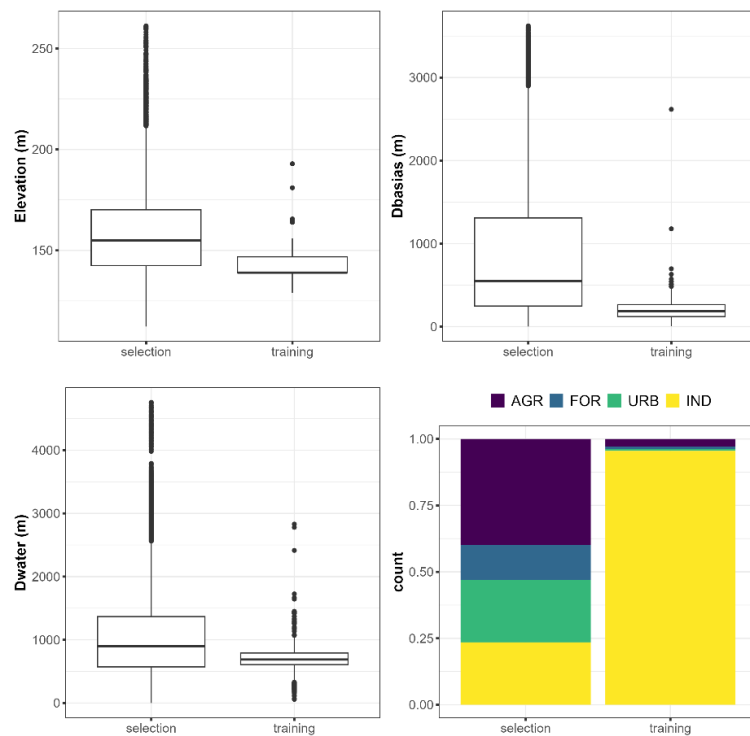 Elevation (m)
250
200
150
selection
training
Dbasias (m)
3000
2000
1000
0
selection
training
Dwater (m)
4000
3000
2000
1000
0
selection
training
AGR FOR URB IND
count
1.00
0.75
0.50
0.25
0.00
selection
training